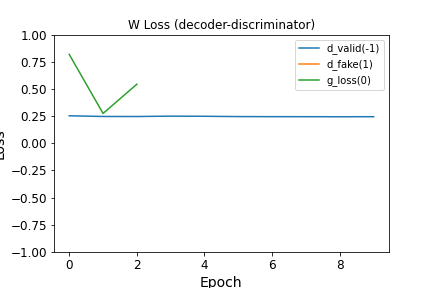 W Loss (decoder-discriminator)
1.00
0.75
0.50
0.25
0.00
−0.25
−0.50
−0.75
−1.00
d_valid(-1)
d_fake(1)
g_loss(0)
Loss
0 2 4 6 8
Epoch